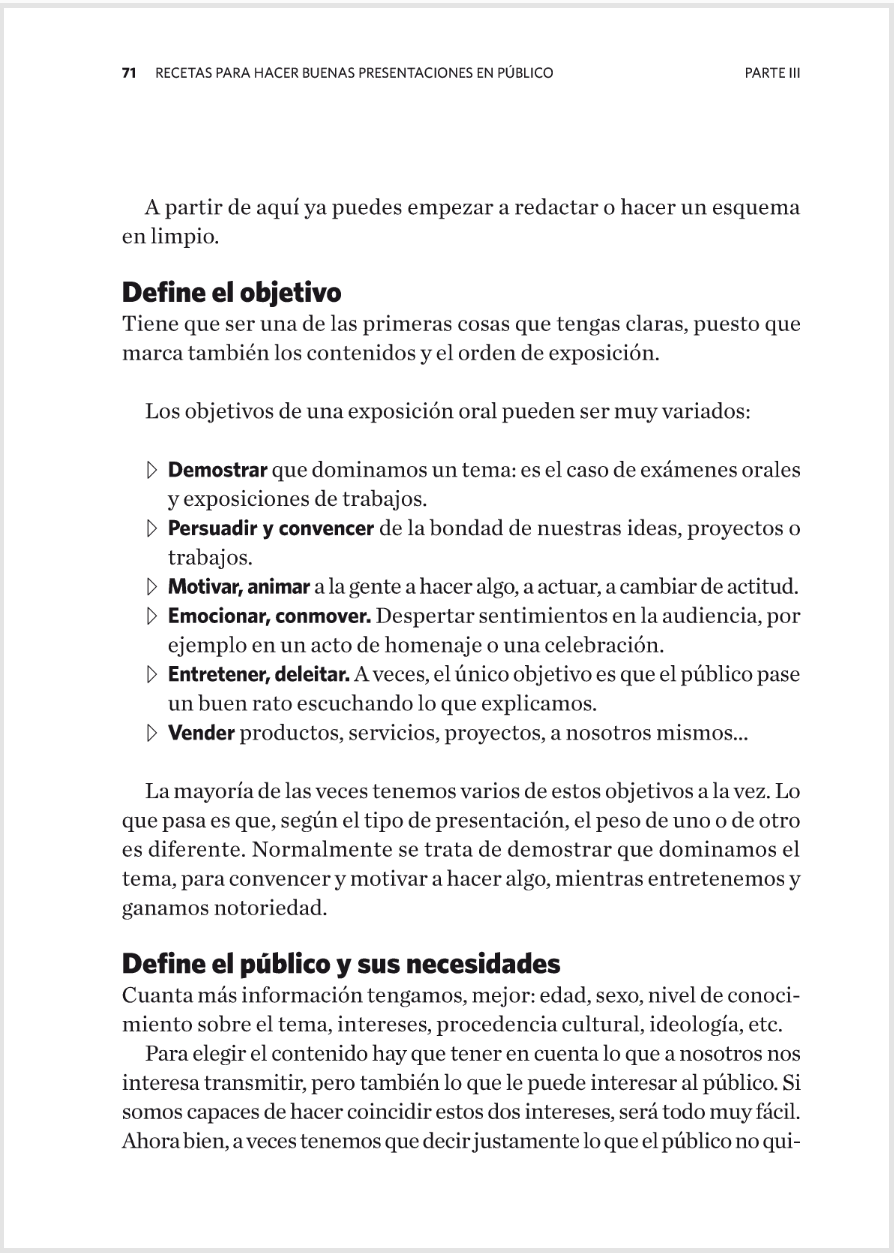 71 RECETAS PARA HACER BUENAS PRESENTACIONES EN PÚBLICO PARTE III
A partir de aquí ya puedes empezar a redactar o hacer un esquema
en limpio.
Define el objetivo
Tiene que ser una de las primeras cosas que tengas claras, puesto que
marca también los contenidos y el orden de exposición.
Los objetivos de una exposición oral pueden ser muy variados:
▷ Demostrar que dominamos un tema: es el caso de exámenes orales
y exposiciones de trabajos.
▷ Persuadir y convencer de la bondad de nuestras ideas, proyectos o
trabajos.
▷ Motivar, animar a la gente a hacer algo, a actuar, a cambiar de actitud.
▷ Emocionar, conmover. Despertar sentimientos en la audiencia, por
ejemplo en un acto de homenaje o una celebración.
▷ Entretener, deleitar. A veces, el único objetivo es que el público pase
un buen rato escuchando lo que explicamos.
▷ Vender productos, servicios, proyectos, a nosotros mismos...
La mayoría de las veces tenemos varios de estos objetivos a la vez. Lo
que pasa es que, según el tipo de presentación, el peso de uno o de otro
es diferente. Normalmente se trata de demostrar que dominamos el
tema, para convencer y motivar a hacer algo, mientras entretenemos y
ganamos notoriedad.
Define el público y sus necesidades
Cuanta más información tengamos, mejor: edad, sexo, nivel de conoci-
miento sobre el tema, intereses, procedencia cultural, ideología, etc.
Para elegir el contenido hay que tener en cuenta lo que a nosotros nos
interesa transmitir, pero también lo que le puede interesar al público. Si
somos capaces de hacer coincidir estos dos intereses, será todo muy fácil.
Ahora bien, a veces tenemos que decir justamente lo que el público no qui-